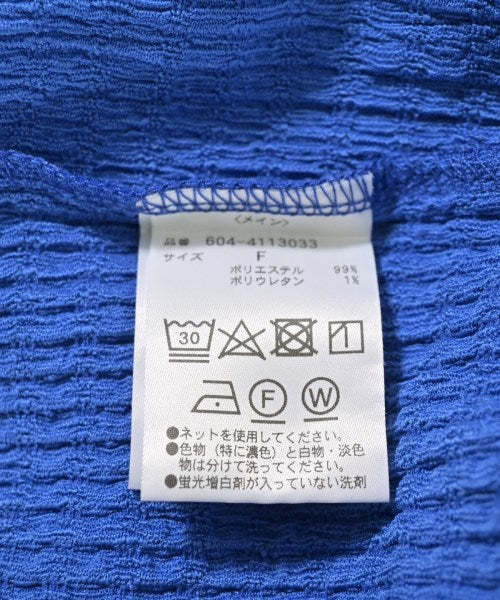 〈メイン〉
品番 604-4113033
サイズ F
ポリエステル 99%
ポリウレタン 1%
30
F W
●ネットを使用してください。
●色物（特に濃色）と白物・淡色
物は分けて洗ってください。
●蛍光増白剤が入っていない洗剤